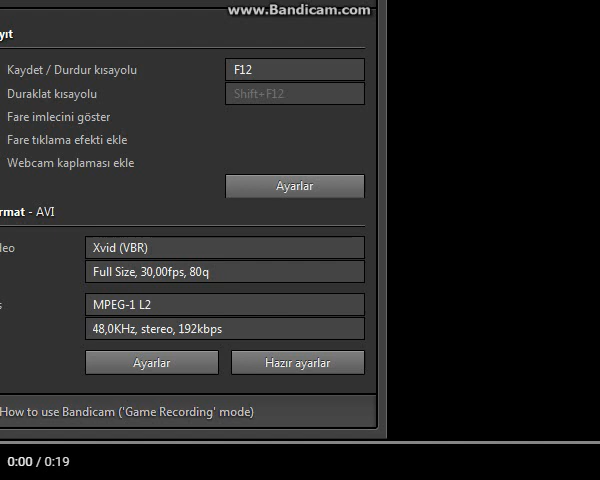 www.Bandicam.com
yıt
Kaydet / Durdur kısayolu F12
Duraklat kısayolu Shift+F12
Fare imlecini göster
Fare tıklama efekti ekle
Webcam kaplaması ekle
Ayarlar
rmat - AVI
leo Xvid (VBR)
Full Size, 30,00fps, 80q
s MPEG-1 L2
48,0KHz, stereo, 192kbps
Ayarlar Hazır ayarlar
How to use Bandicam ('Game Recording' mode)
0:00 / 0:19